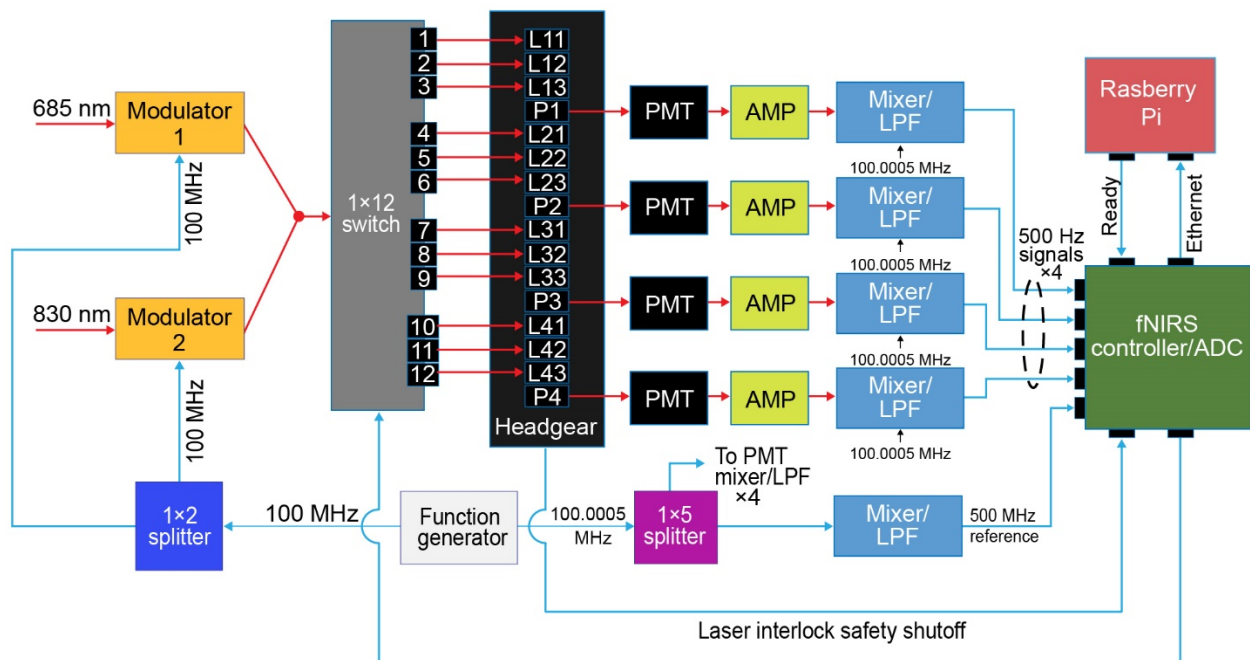 685 nm
Modulator
1
100 MHz
830 nm
Modulator
2
100 MHz
1×2
splitter
100 MHz
Function
generator
100.0005
MHz
1×5
splitter
To PMT
mixer/LPF
×4
1×12
switch
1
2
3
4
5
6
7
8
9
10
11
12
L11
L12
L13
P1
L21
L22
L23
P2
L31
L32
L33
P3
L41
L42
L43
P4
Headgear
PMT
AMP
Mixer/
LPF
100.0005 MHz
PMT
AMP
Mixer/
LPF
100.0005 MHz
PMT
AMP
Mixer/
LPF
100.0005 MHz
PMT
AMP
Mixer/
LPF
100.0005 MHz
Mixer/
LPF
500 MHz
reference
500 Hz
signals
×4
Rasberry
Pi
Ready
Ethernet
fNIRS
controller/ADC
Laser interlock safety shutoff